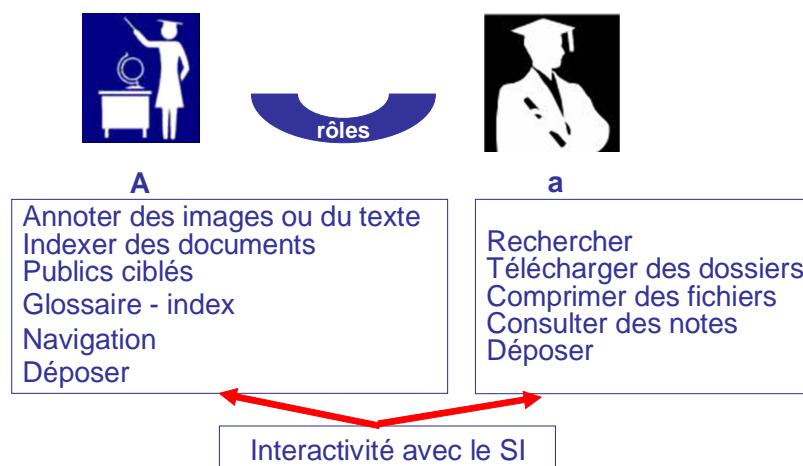 rôles
A
Annoter des images ou du texte
Indexer des documents
Publics ciblés
Glossaire - index
Navigation
Déposer
a
Rechercher
Télécharger des dossiers
Comprimer des fichiers
Consulter des notes
Déposer
Interactivité avec le SI